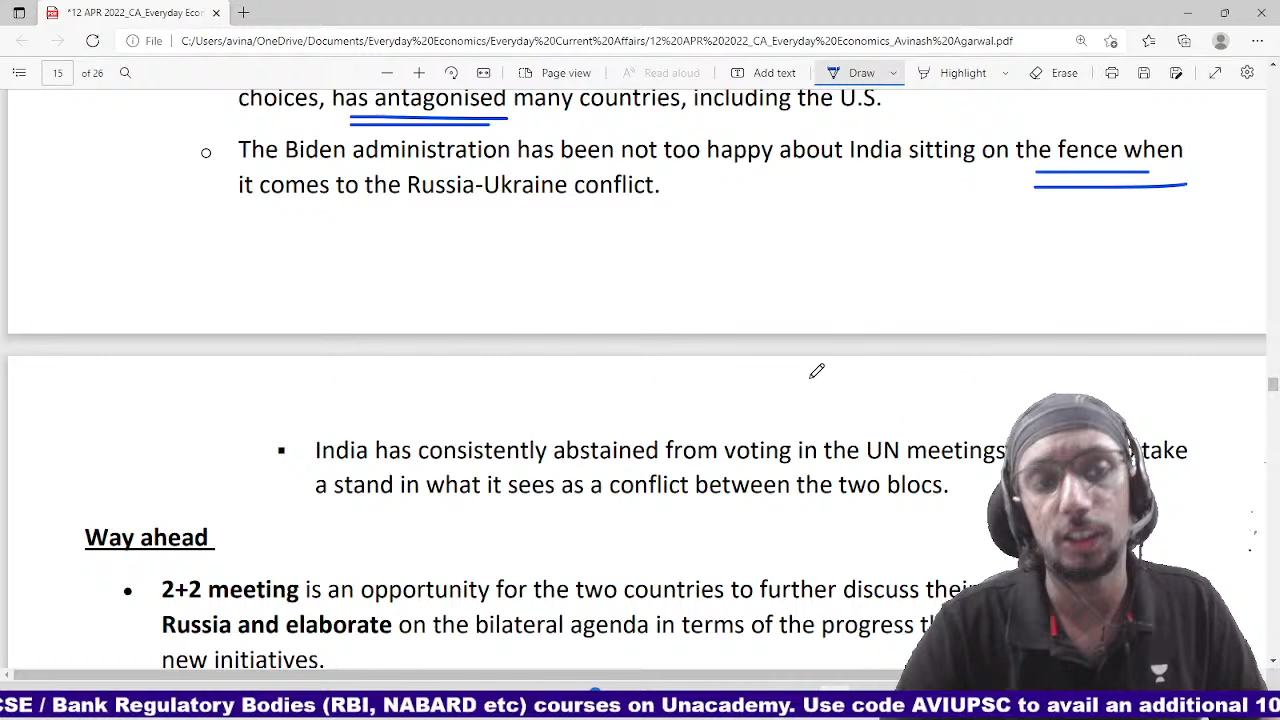 *12 APR 2022_CA_Everyday Econ
File C:/Users/avina/OneDrive/Documents/Everyday%20Economics/Everyday%20Current%20Affairs/12%20APR%202022_CA_Everyday%20Economics_Avinash%20Agarwal.pdf
15 of 26 Page view Read aloud Add text Draw Highlight Erase
choices, has antagonised many countries, including the U.S.
The Biden administration has been not too happy about India sitting on the fence when
it comes to the Russia-Ukraine conflict.
India has consistently abstained from voting in the UN meetings take
a stand in what it sees as a conflict between the two blocs.
Way ahead
2+2 meeting is an opportunity for the two countries to further discuss their
Russia and elaborate on the bilateral agenda in terms of the progress
new initiatives.
CSE / Bank Regulatory Bodies (RBI, NABARD etc) courses on Unacademy. Use code AVIUPSC to avail an additional 10